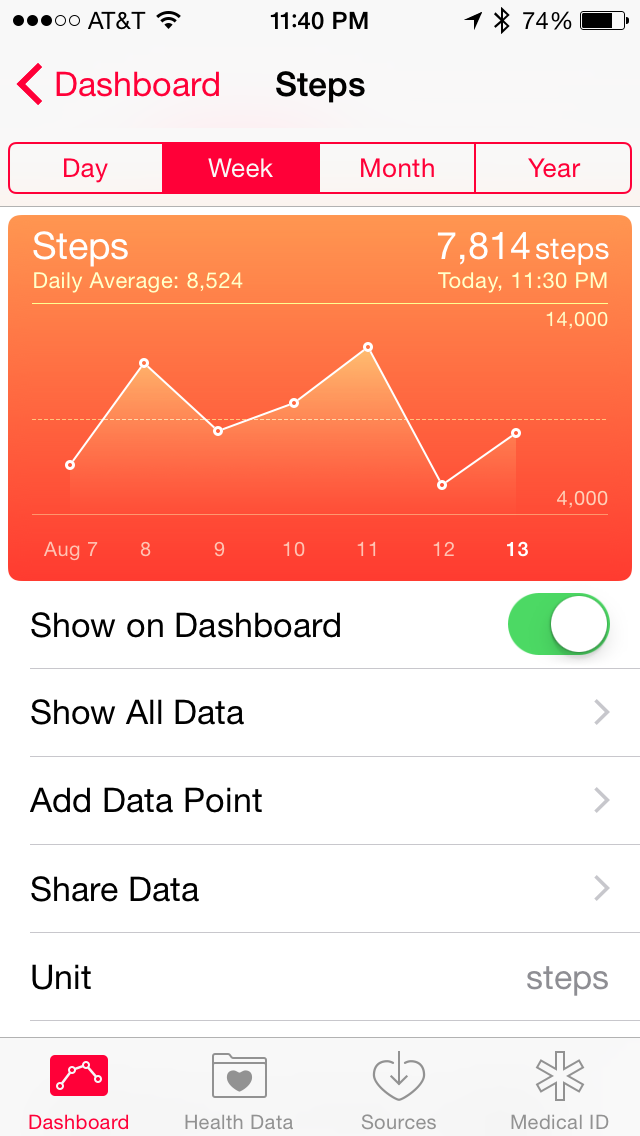 AT&T 11:40 PM 74%
Dashboard Steps
Day Week Month Year
Steps 7,814 steps
Daily Average: 8,524 Today, 11:30 PM
14,000
4,000
Aug 7 8 9 10 11 12 13
Show on Dashboard
Show All Data
Add Data Point
Share Data
Unit steps
Dashboard Health Data Sources Medical ID